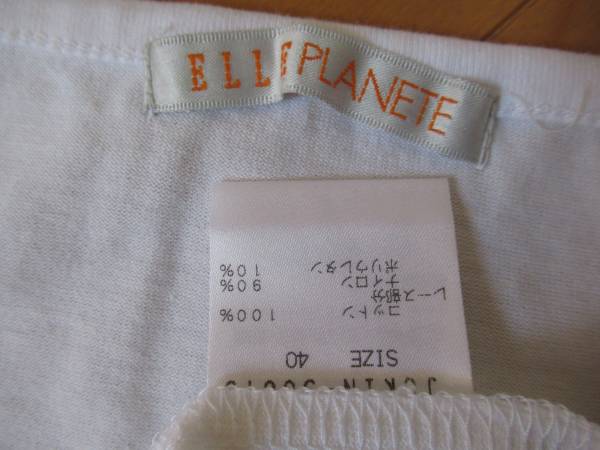 ELLE PLANETE
SIZE 40
コットン 100%
レース部分
ナイロン 90%
ポリウレタン 10%